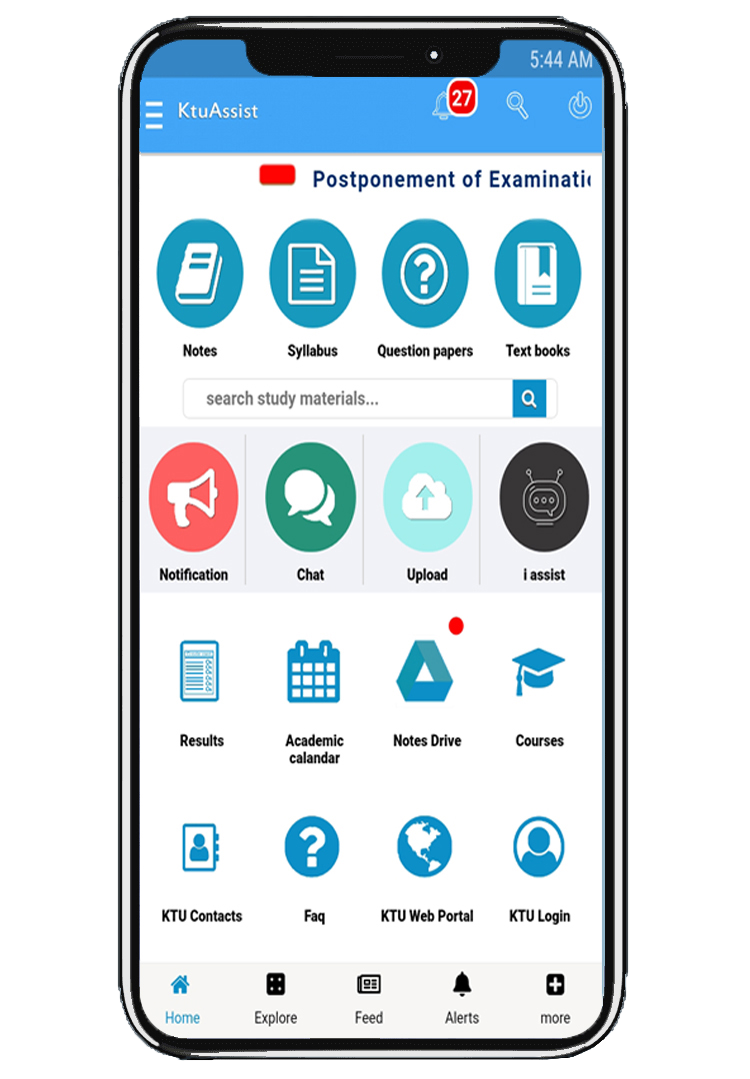 5:44 AM
KtuAssist
27
Postponement of Examinati
Notes Syllabus Question papers Text books
search study materials...
Notification Chat Upload i assist
Results Academic Notes Drive Courses
calandar
KTU Contacts Faq KTU Web Portal KTU Login
Home Explore Feed Alerts more